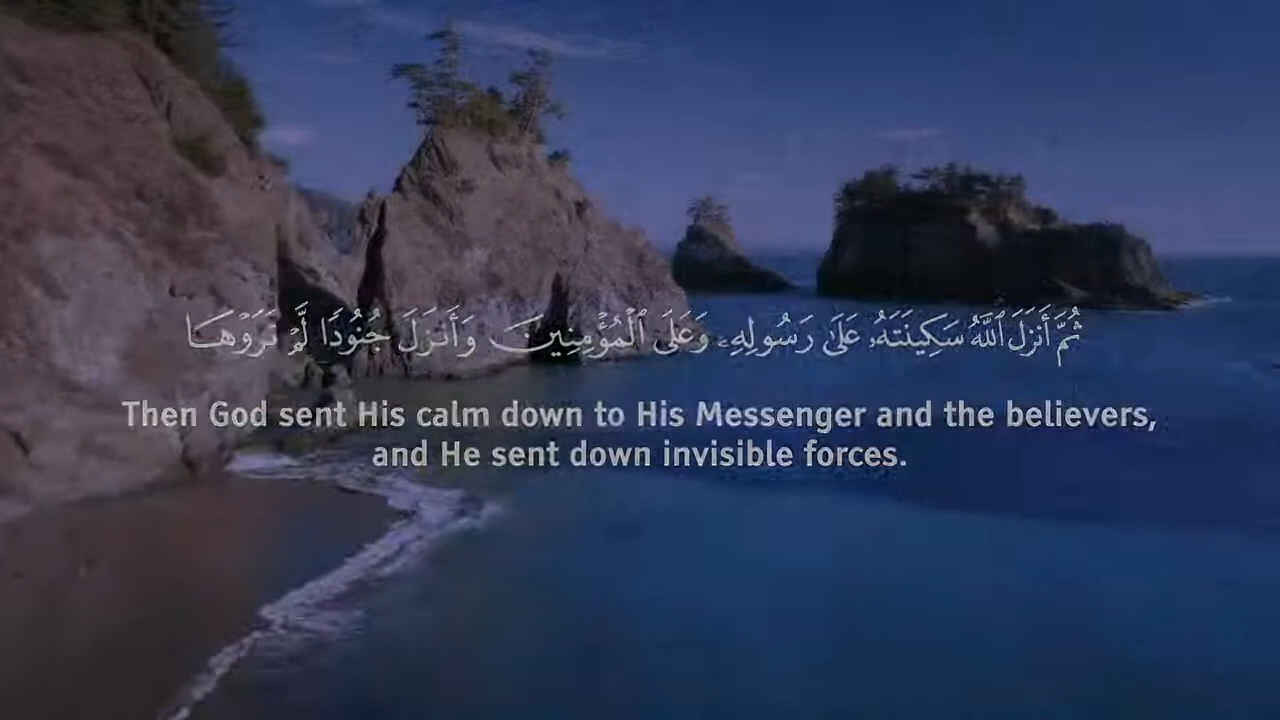 ثُمَّ أَنزَلَ ٱللَّهُ سَكِينَتَهُۥ عَلَىٰ رَسُولِهِۦ وَعَلَى ٱلْمُؤْمِنِينَ وَأَنزَلَ جُنُودًا لَّمْ تَرَوْهَا
Then God sent His calm down to His Messenger and the believers,
and He sent down invisible forces.